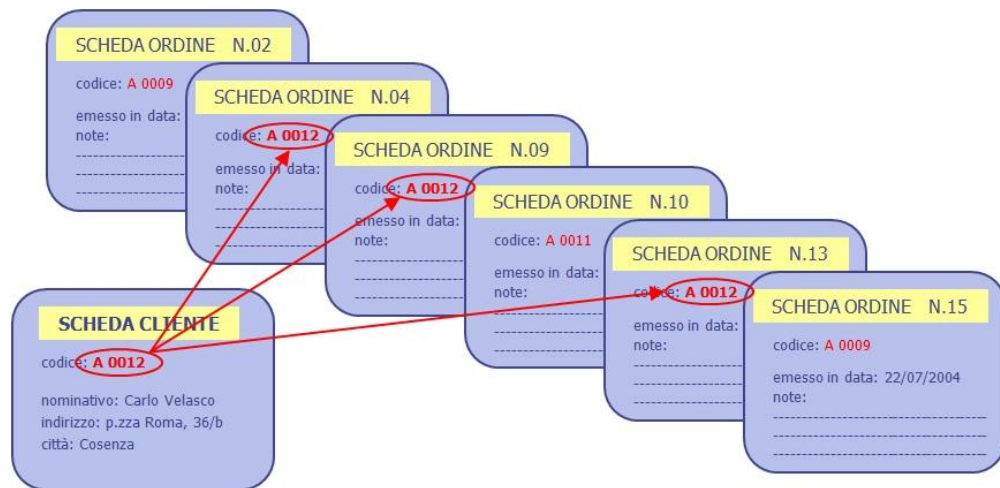 SCHEDA ORDINE N.02
codice: A 0009
emesso in data:
note:
SCHEDA ORDINE N.04
codice: A 0012
emesso in data:
note:
SCHEDA ORDINE N.09
codice: A 0012
emesso in data:
note:
SCHEDA ORDINE N.10
codice: A 0011
emesso in data:
note:
SCHEDA ORDINE N.13
codice: A 0012
emesso in data:
note:
SCHEDA ORDINE N.15
codice: A 0009
emesso in data: 22/07/2004
note:
SCHEDA CLIENTE
codice: A 0012
nominativo: Carlo Velasco
indirizzo: p.zza Roma, 36/b
città: Cosenza